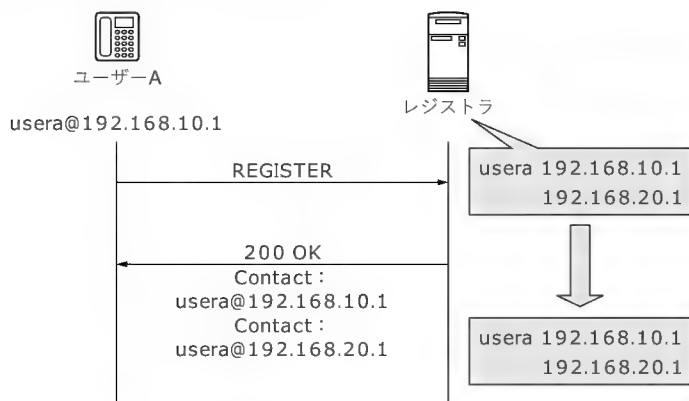 ユーザーA
usera@192.168.10.1
レジストラ
REGISTER
usera 192.168.10.1
192.168.20.1
200 OK
Contact：
usera@192.168.10.1
Contact：
usera@192.168.20.1
usera 192.168.10.1
192.168.20.1